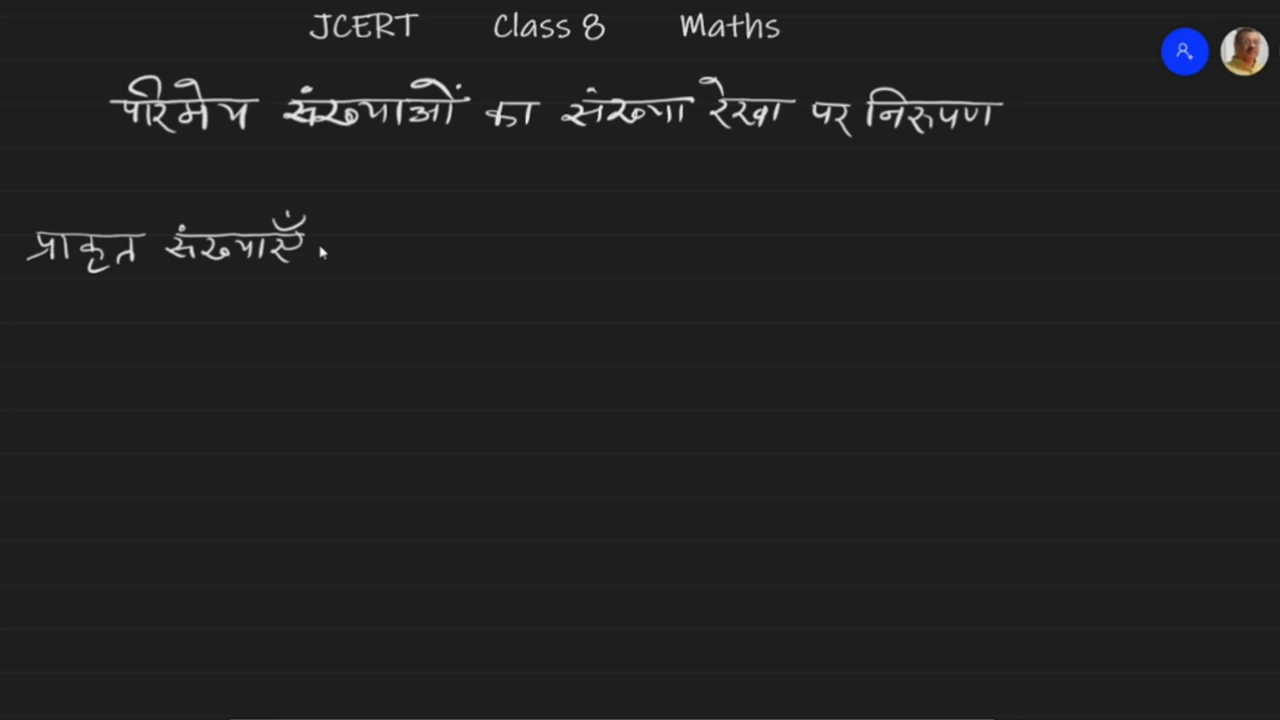 JCERT Class 8 Maths
परिमेय संख्याओं का संख्या रेखा पर निरुपण
प्राकृत संख्याएँ